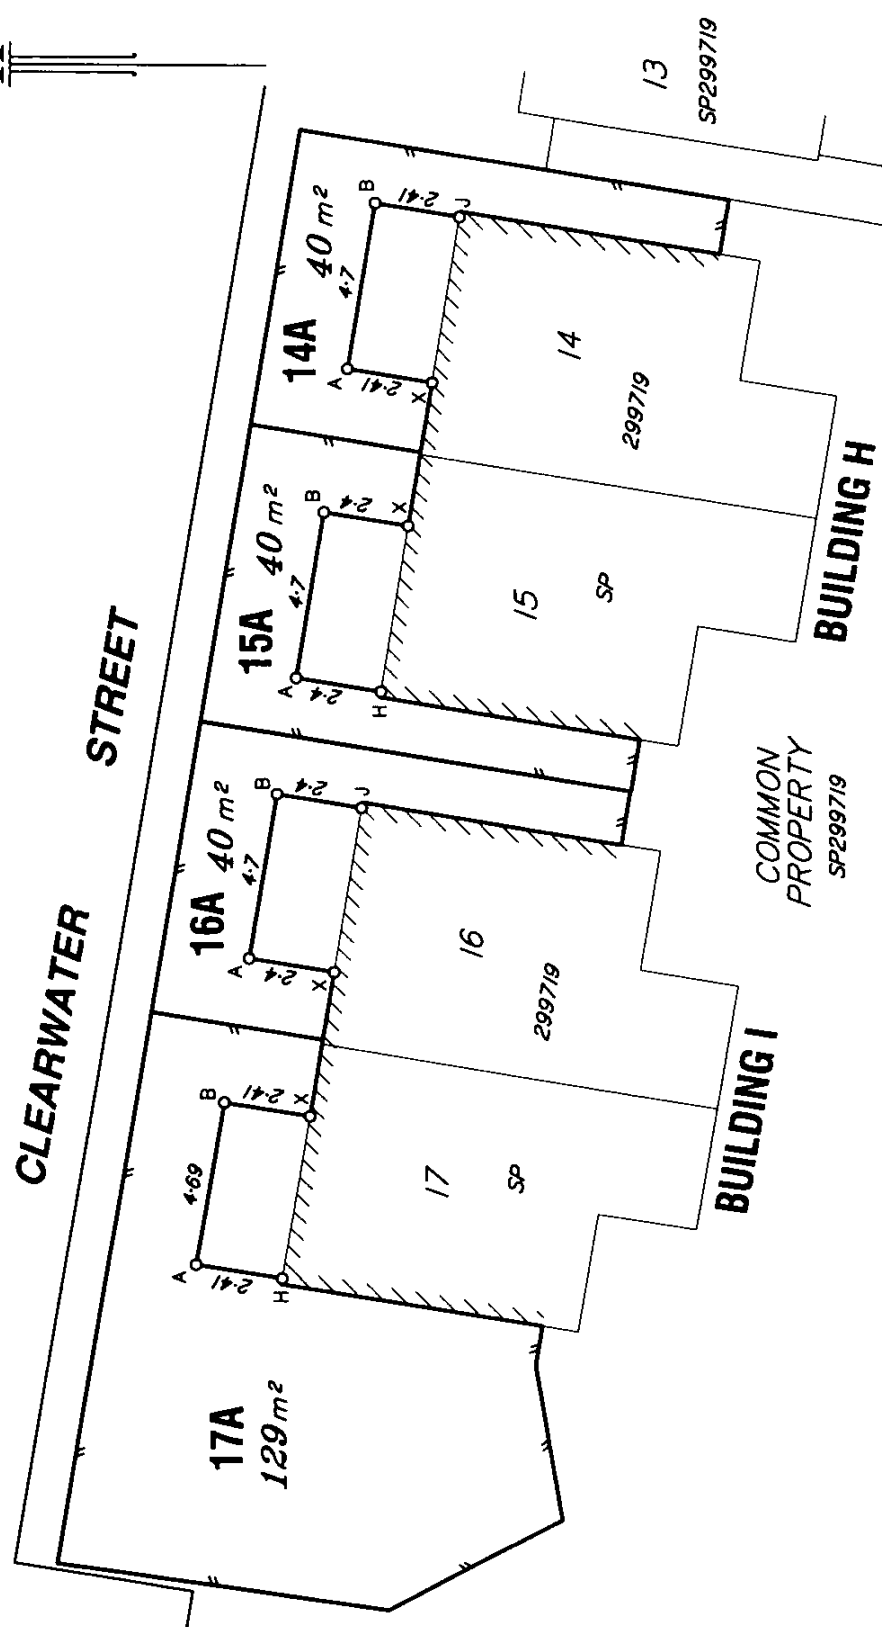 CLEARWATER STREET
17A
129 m²
A
4·69
B
2·41
2·41
H
X
17
SP
16A
40 m²
A
4·7
B
2·4
2·4
X
J
16
299719
BUILDING I
15A
40 m²
A
4·7
B
2·4
2·4
H
X
15
SP
14A
40 m²
A
4·7
B
2·41
2·41
X
J
14
299719
BUILDING H
COMMON
PROPERTY
SP299719
13
SP299719